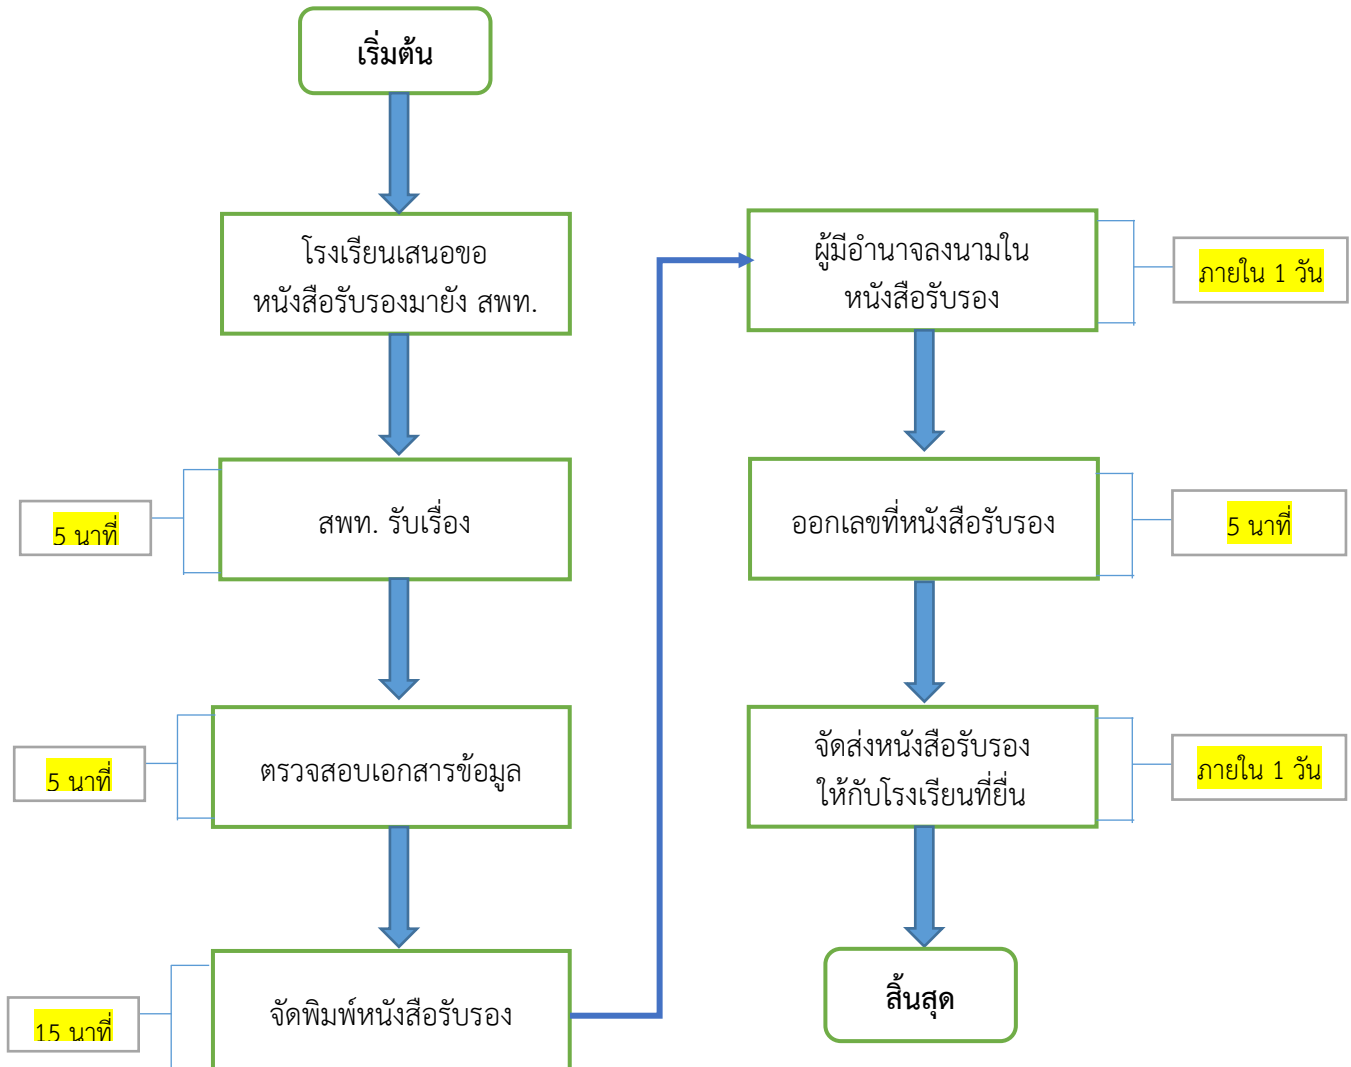 เริ่มต้น
โรงเรียนเสนอขอ
หนังสือรับรองมายัง สพท.
สพท. รับเรื่อง
5 นาที่
ตรวจสอบเอกสารข้อมูล
5 นาที่
จัดพิมพ์หนังสือรับรอง
15 นาที่
ผู้มีอำนาจลงนามใน
หนังสือรับรอง
ภายใน 1 วัน
ออกเลขที่หนังสือรับรอง
5 นาที่
จัดส่งหนังสือรับรอง
ให้กับโรงเรียนที่ยื่น
ภายใน 1 วัน
สิ้นสุด